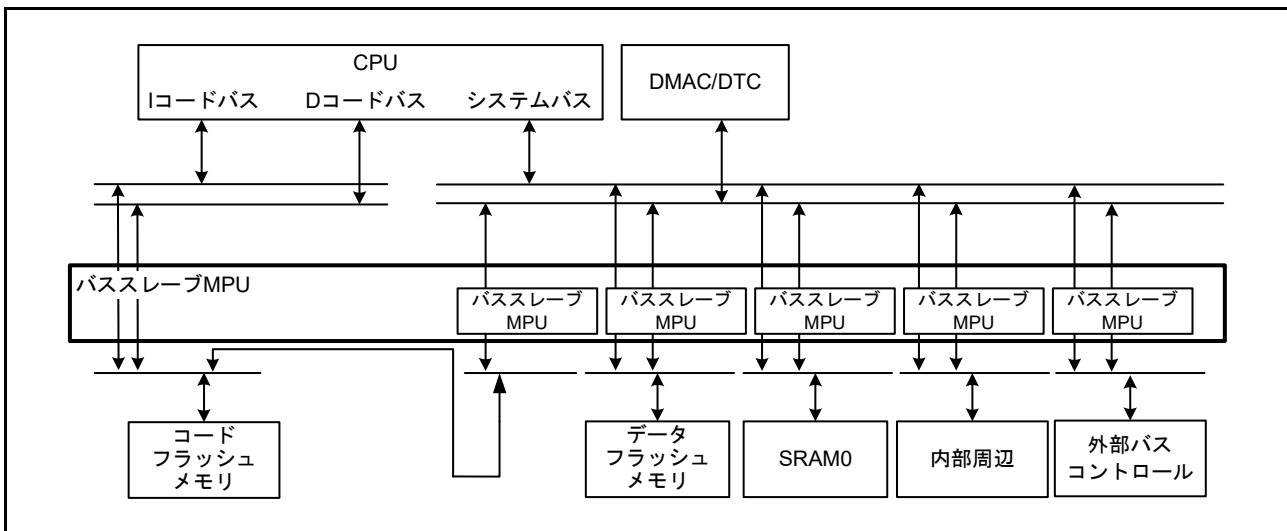 CPU
Iコードバス
Dコードバス
システムバス
DMAC/DTC
バススレーブMPU
バススレーブ
MPU
バススレーブ
MPU
バススレーブ
MPU
バススレーブ
MPU
バススレーブ
MPU
コード
フラッシュ
メモリ
データ
フラッシュ
メモリ
SRAM0
内部周辺
外部バス
コントロール